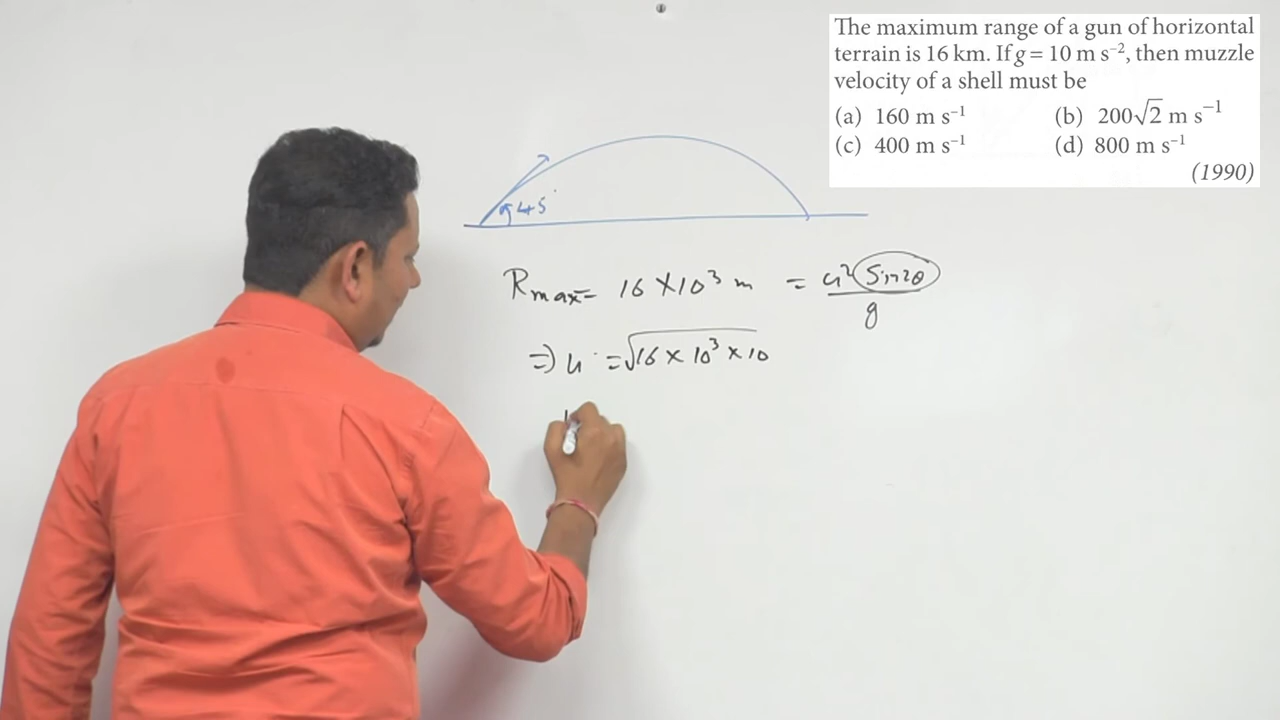 The maximum range of a gun of horizontal
terrain is 16 km. If g = 10 m s⁻², then muzzle
velocity of a shell must be
(a) 160 m s⁻¹ (b) 200√2 m s⁻¹
(c) 400 m s⁻¹ (d) 800 m s⁻¹
(1990)
45°
Rmax = 16 × 10³ m = u² Sin2θ / g
⇒ u = √16 × 10³ × 10